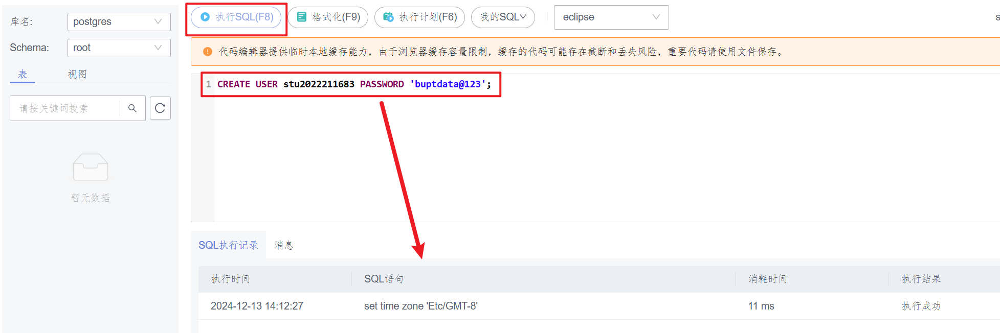 库名:
postgres
Schema:
root
表
视图
请按关键词搜索
暂无数据
执行SQL(F8)
格式化(F9)
执行计划(F6)
我的SQL
eclipse
s
代码编辑器提供临时本地缓存能力，由于浏览器缓存容量限制，缓存的代码可能存在截断和丢失风险，重要代码请使用文件保存。
1 CREATE USER stu2022211683 PASSWORD 'buptdata@123';
SQL执行记录 消息
执行时间 SQL语句 消耗时间 执行结果
2024-12-13 14:12:27 set time zone 'Etc/GMT-8' 11 ms 执行成功